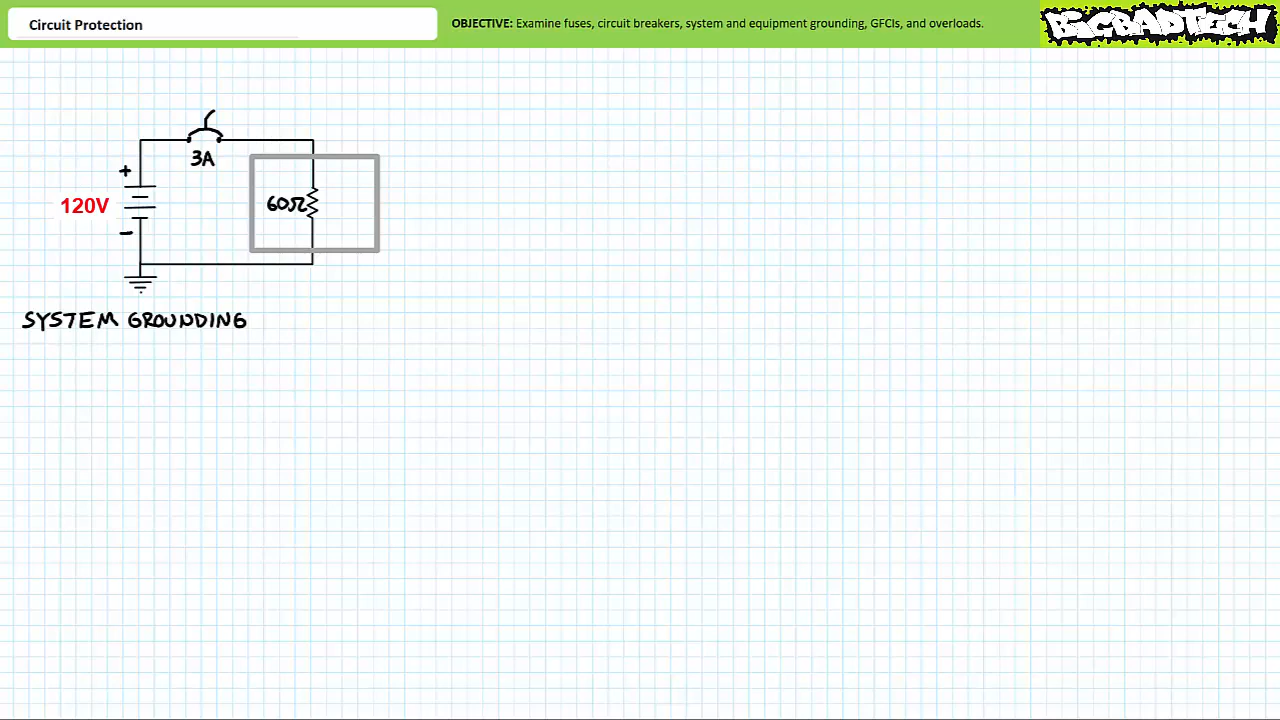 Circuit Protection
OBJECTIVE: Examine fuses, circuit breakers, system and equipment grounding, GFCIs, and overloads.
BIGBADTECH
3A
+
120V
60Ω
-
SYSTEM GROUNDING